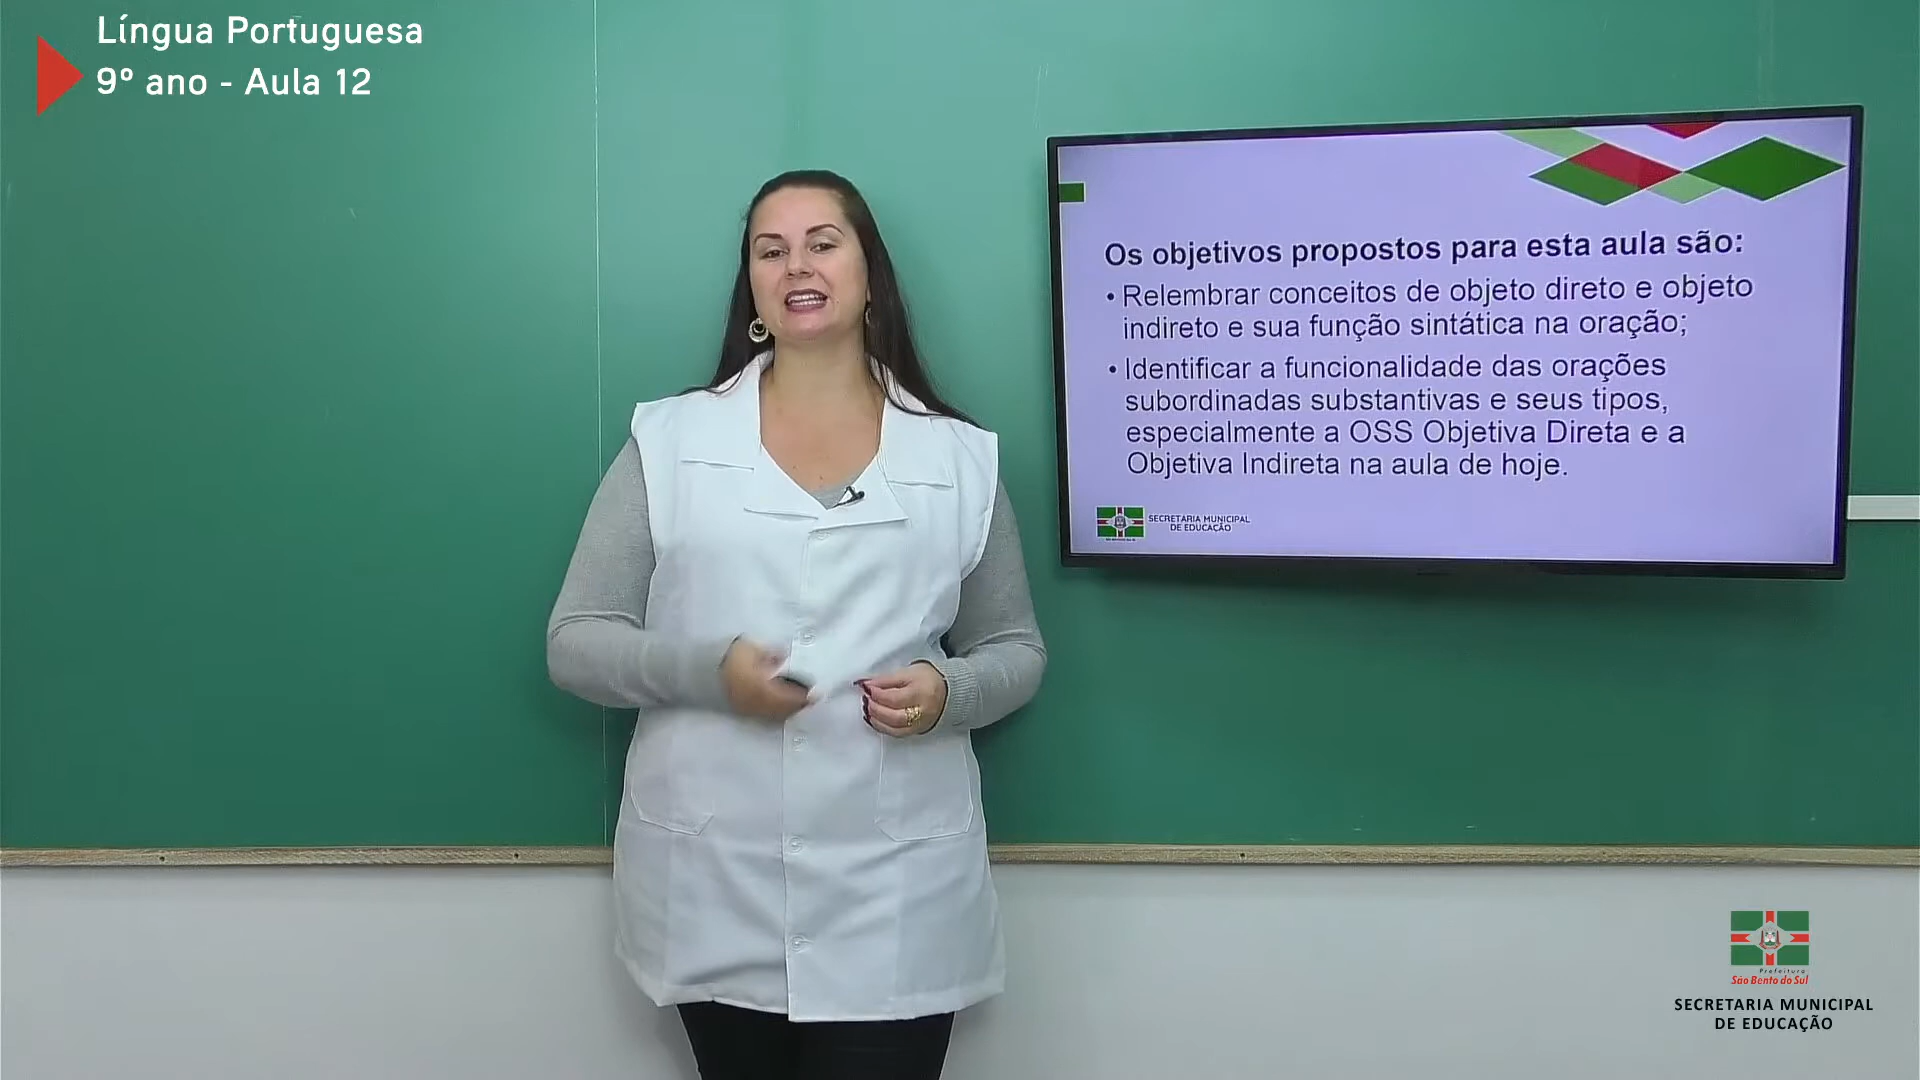 Língua Portuguesa
9º ano - Aula 12
Os objetivos propostos para esta aula são:
• Relembrar conceitos de objeto direto e objeto
indireto e sua função sintática na oração;
• Identificar a funcionalidade das orações
subordinadas substantivas e seus tipos,
especialmente a OSS Objetiva Direta e a
Objetiva Indireta na aula de hoje.
SECRETARIA MUNICIPAL
DE EDUCAÇÃO
Prefeitura
São Bento do Sul
SECRETARIA MUNICIPAL
DE EDUCAÇÃO